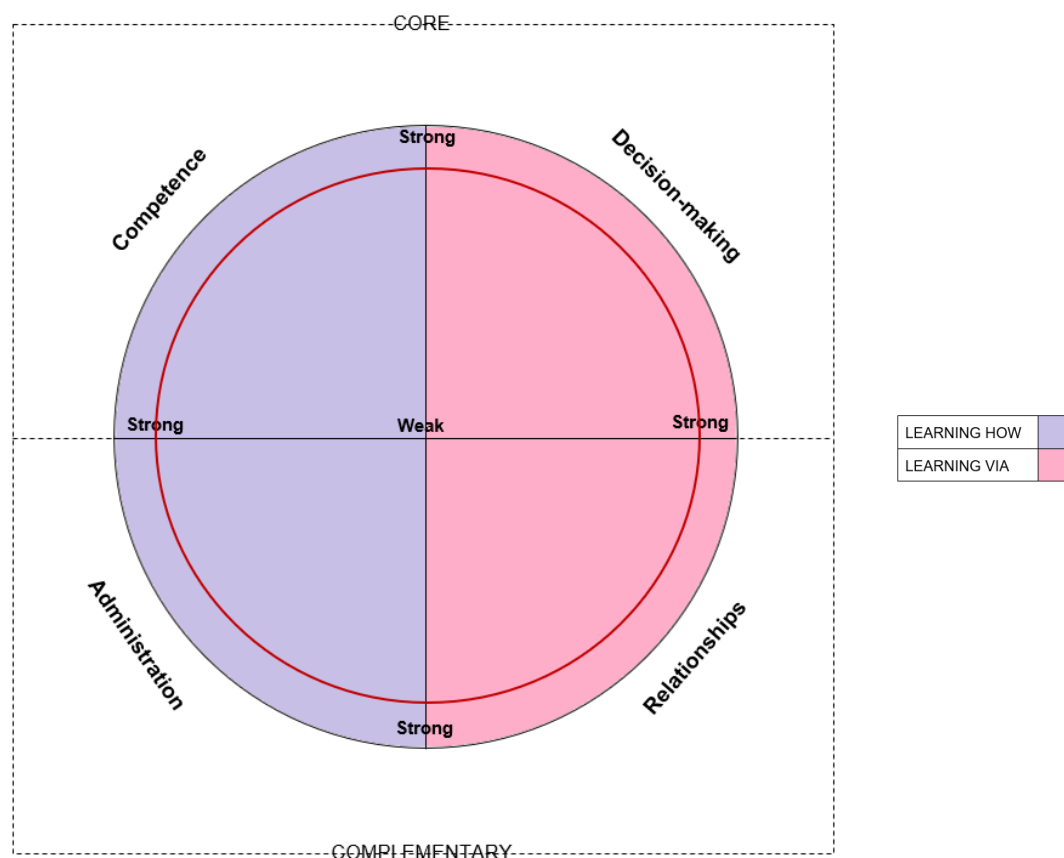 CORE
Strong
Competence
Decision-making
Strong
Weak
Strong
LEARNING HOW
LEARNING VIA
Administration
Relationships
Strong
COMPLEMENTARY